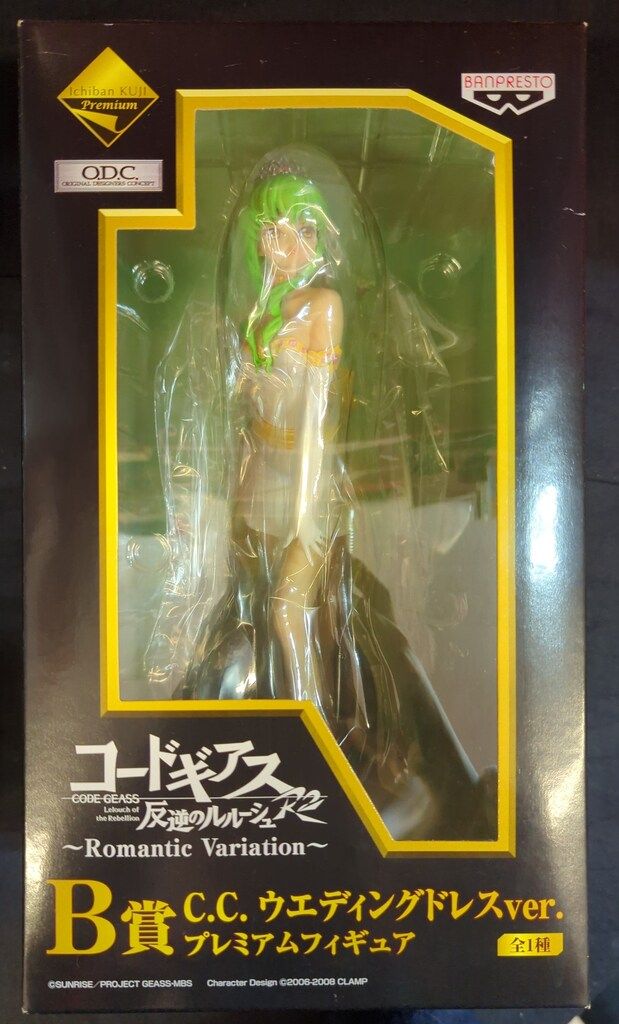 Ichiban KUJI
Premium
BANPRESTO
O.D.C.
ORIGINAL DESIGNERS CONCEPT
コードギアス
CODE GEASS
Lelouch of
the Rebellion
反逆のルルーシュR2
~Romantic Variation~
B賞
C.C. ウエディングドレスver.
プレミアムフィギュア
全1種
©SUNRISE/PROJECT GEASS・MBS Character Design ©2006-2008 CLAMP